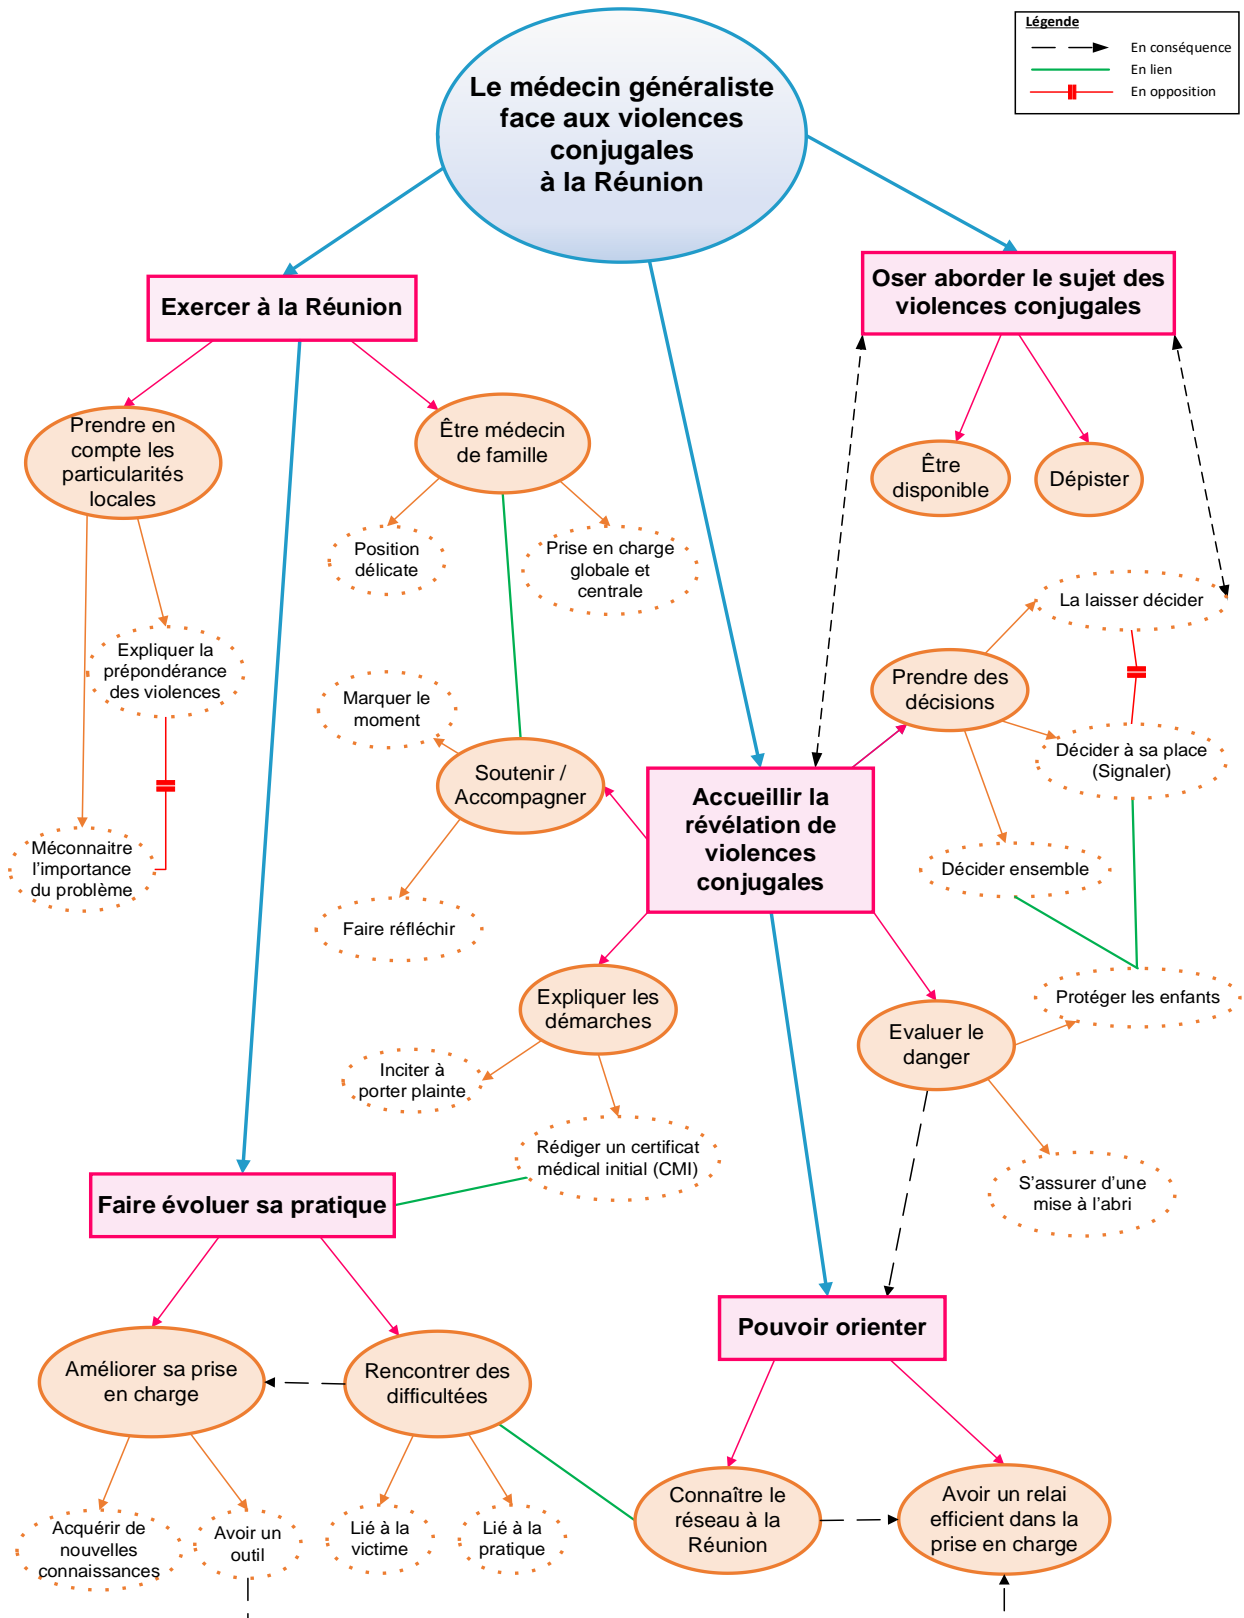 Légende
En conséquence
En lien
En opposition
Le médecin généraliste
face aux violences
conjugales
à la Réunion
Exercer à la Réunion
Oser aborder le sujet des
violences conjugales
Prendre en
compte les
particularités
locales
Être médecin
de famille
Être
disponible
Dépister
Position
délicate
Prise en charge
globale et
centrale
La laisser décider
Expliquer la
prépondérance
des violences
Marquer le
moment
Prendre des
décisions
Soutenir /
Accompagner
Décider à sa place
(Signaler)
Accueillir la
révélation de
violences
conjugales
Méconnaitre
l’importance
du problème
Décider ensemble
Faire réfléchir
Expliquer les
démarches
Protéger les enfants
Evaluer le
danger
Inciter à
porter plainte
Rédiger un certificat
médical initial (CMI)
S’assurer d’une
mise à l’abri
Faire évoluer sa pratique
Pouvoir orienter
Améliorer sa prise
en charge
Rencontrer des
difficultées
Connaître le
réseau à la
Réunion
Avoir un relai
efficient dans la
prise en charge
Acquérir de
nouvelles
connaissances
Avoir un
outil
Lié à la
victime
Lié à la
pratique